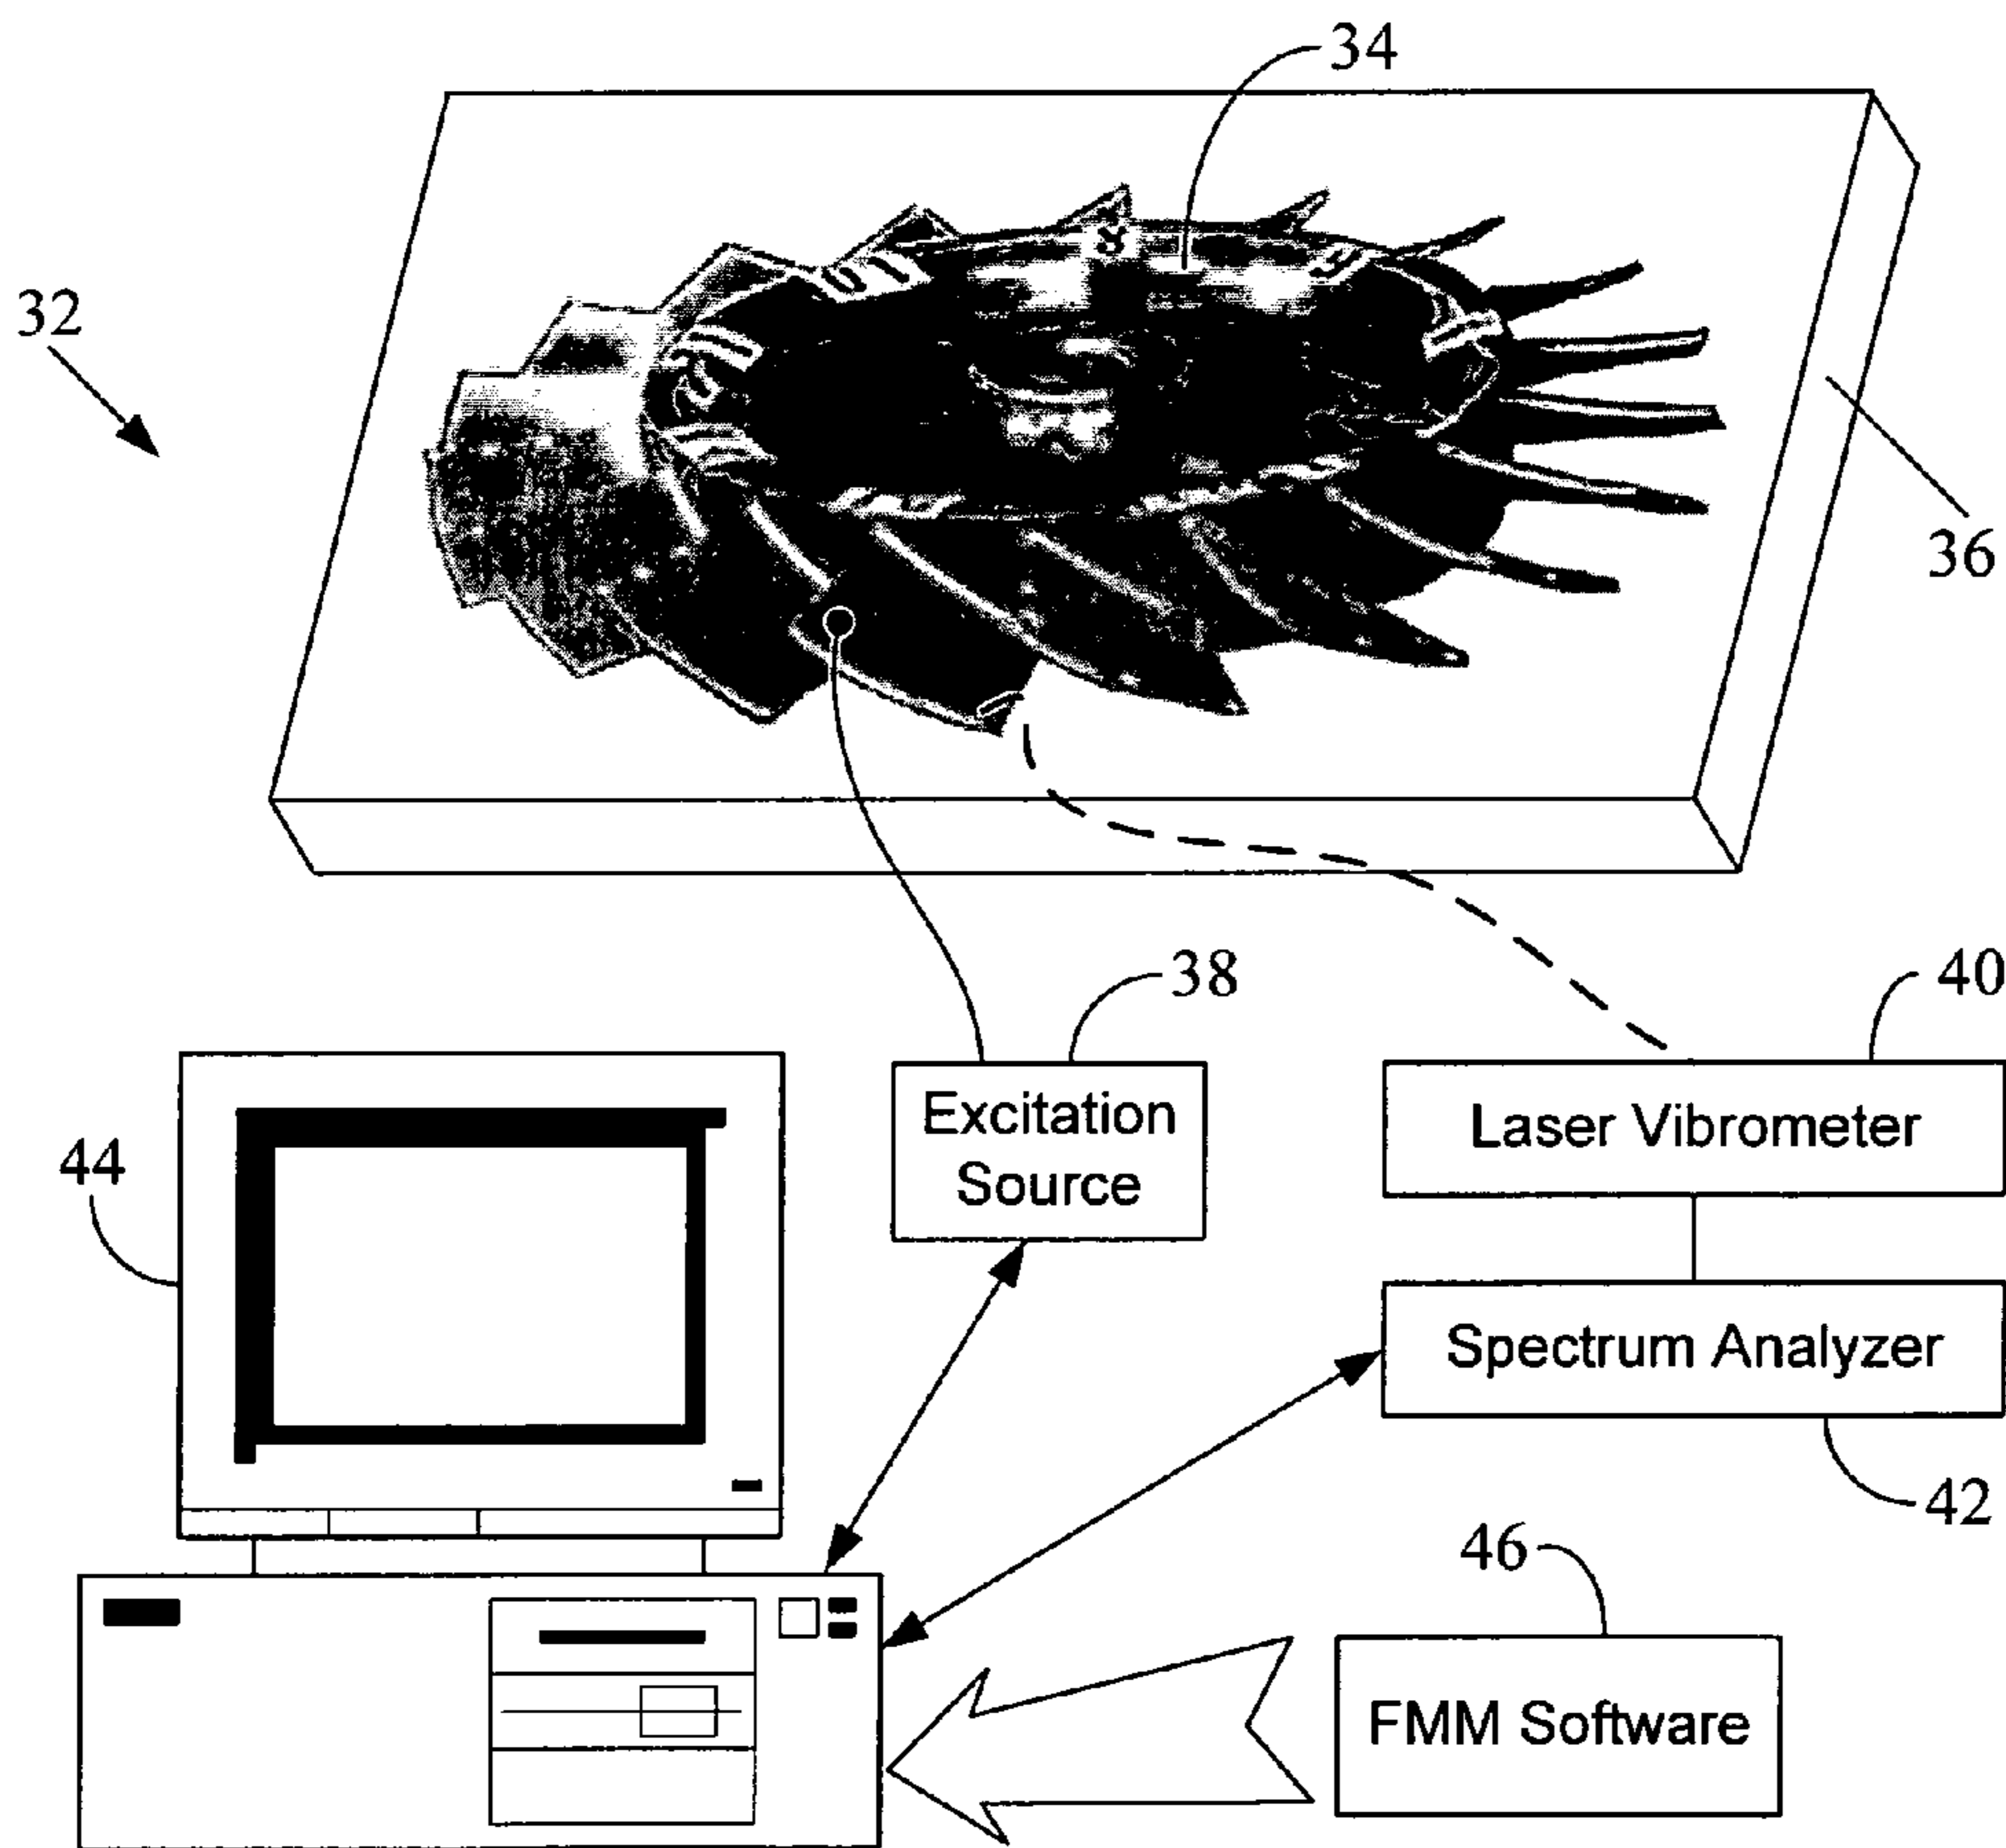 34
32
36
38
40
Excitation
Source
Laser Vibrometer
44
Spectrum Analyzer
42
46
FMM Software